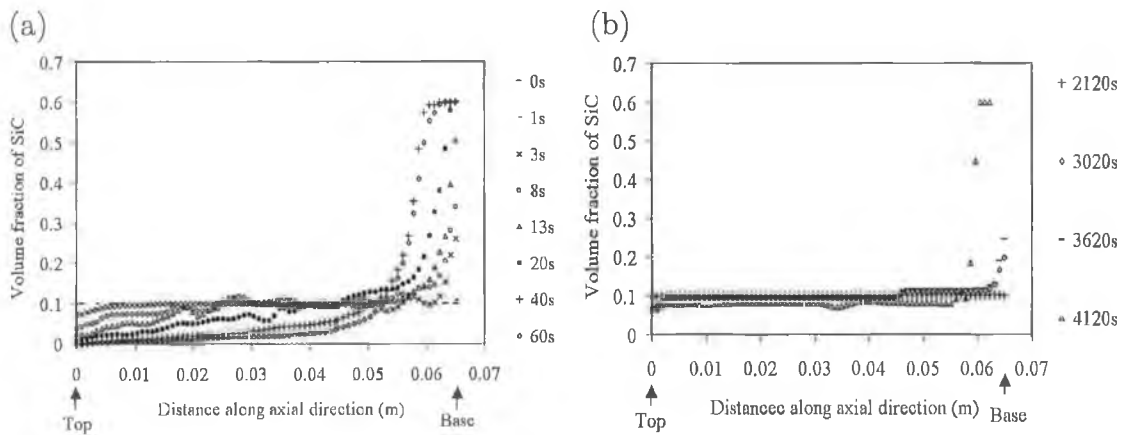 (a)
0.7
0.6
0.5
0.4
0.3
0.2
0.1
0
Volume fraction of SiC
0 0.01 0.02 0.03 0.04 0.05 0.06 0.07
Distance along axial direction (m)
Top
Base
- 0s
- 1s
× 3s
o 8s
△ 13s
▪ 20s
+ 40s
o 60s
(b)
0.7
0.6
0.5
0.4
0.3
0.2
0.1
0
Volume fraction of SiC
0 0.01 0.02 0.03 0.04 0.05 0.06 0.07
Distancec along axial direction (m)
Top
Base
+ 2120s
o 3020s
- 3620s
△ 4120s